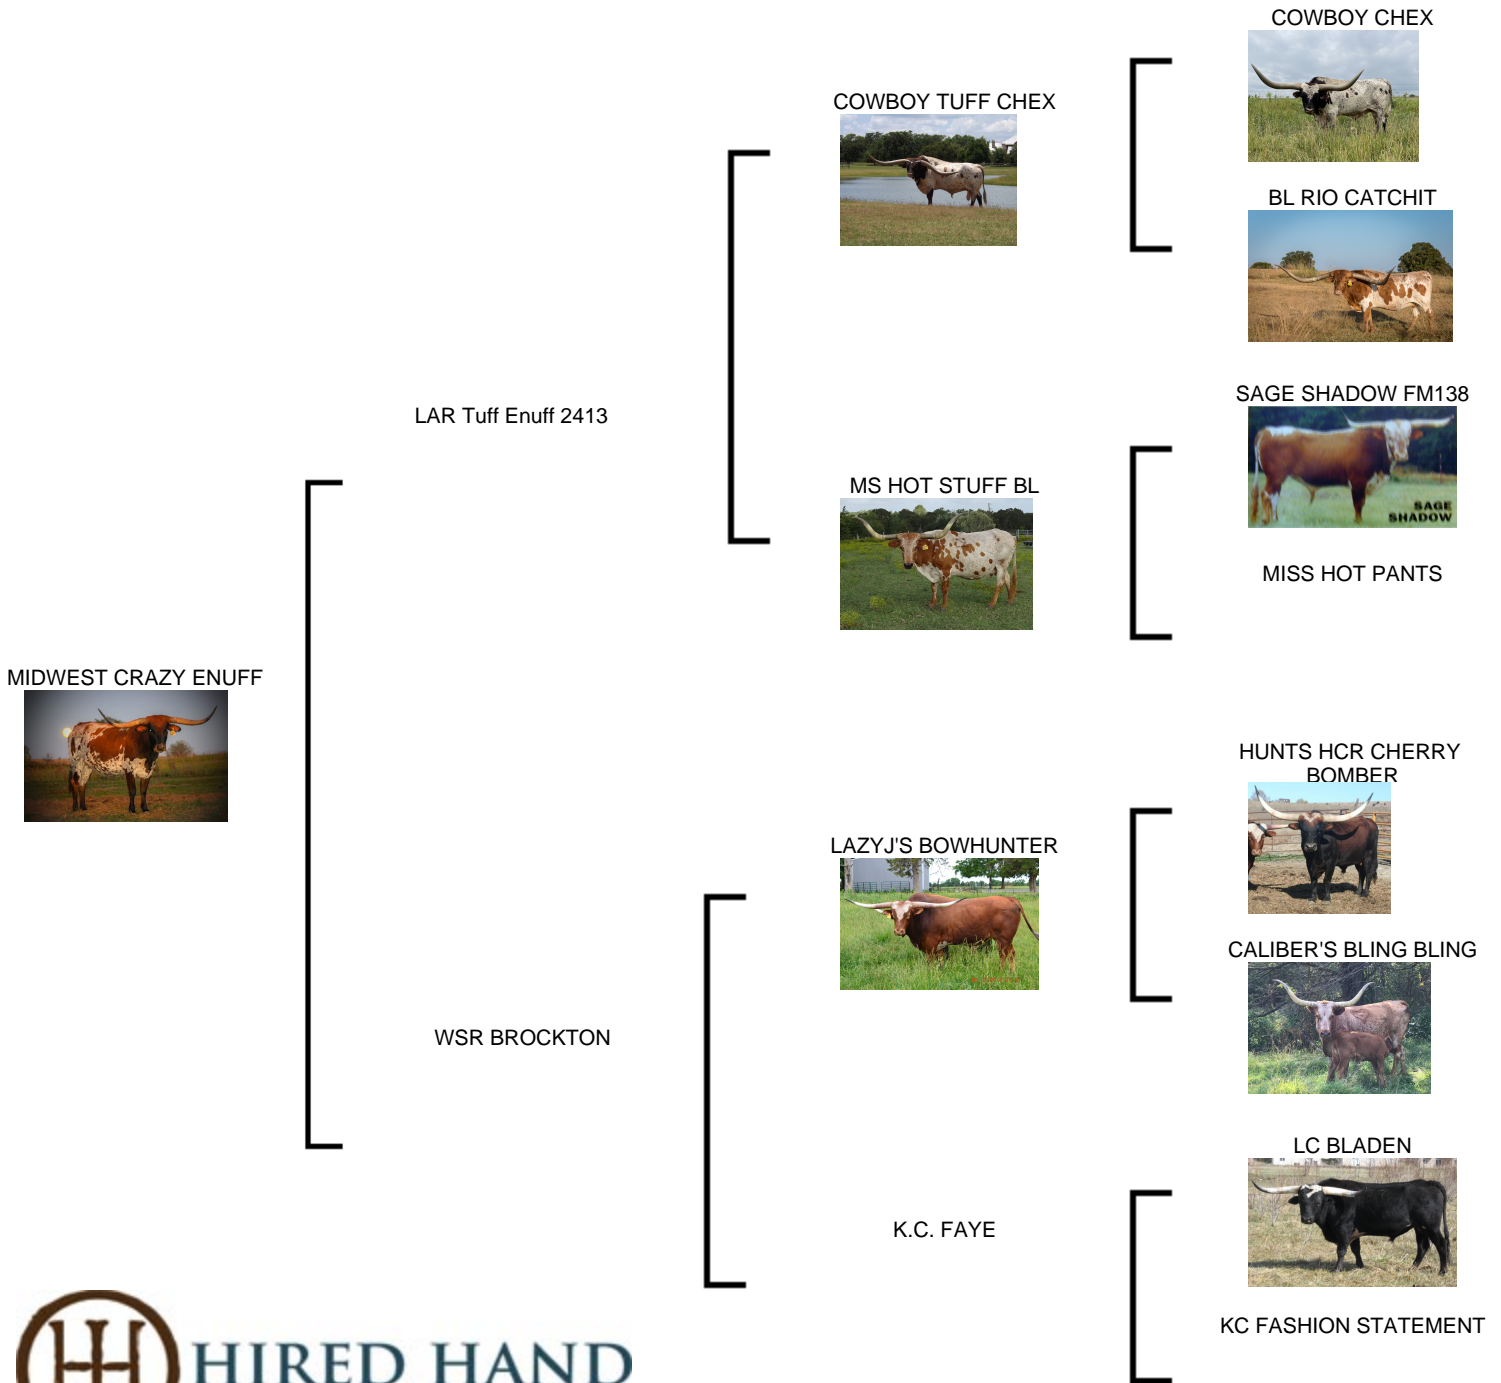 COWBOY CHEX
COWBOY TUFF CHEX
BL RIO CATCHIT
LAR Tuff Enuff 2413
SAGE SHADOW FM138
SAGE
SHADOW
MS HOT STUFF BL
MISS HOT PANTS
MIDWEST CRAZY ENUFF
HUNTS HCR CHERRY
BOMBER
LAZYJ'S BOWHUNTER
CALIBER'S BLING BLING
WSR BROCKTON
LC BLADEN
K.C. FAYE
KC FASHION STATEMENT
HIRED HAND